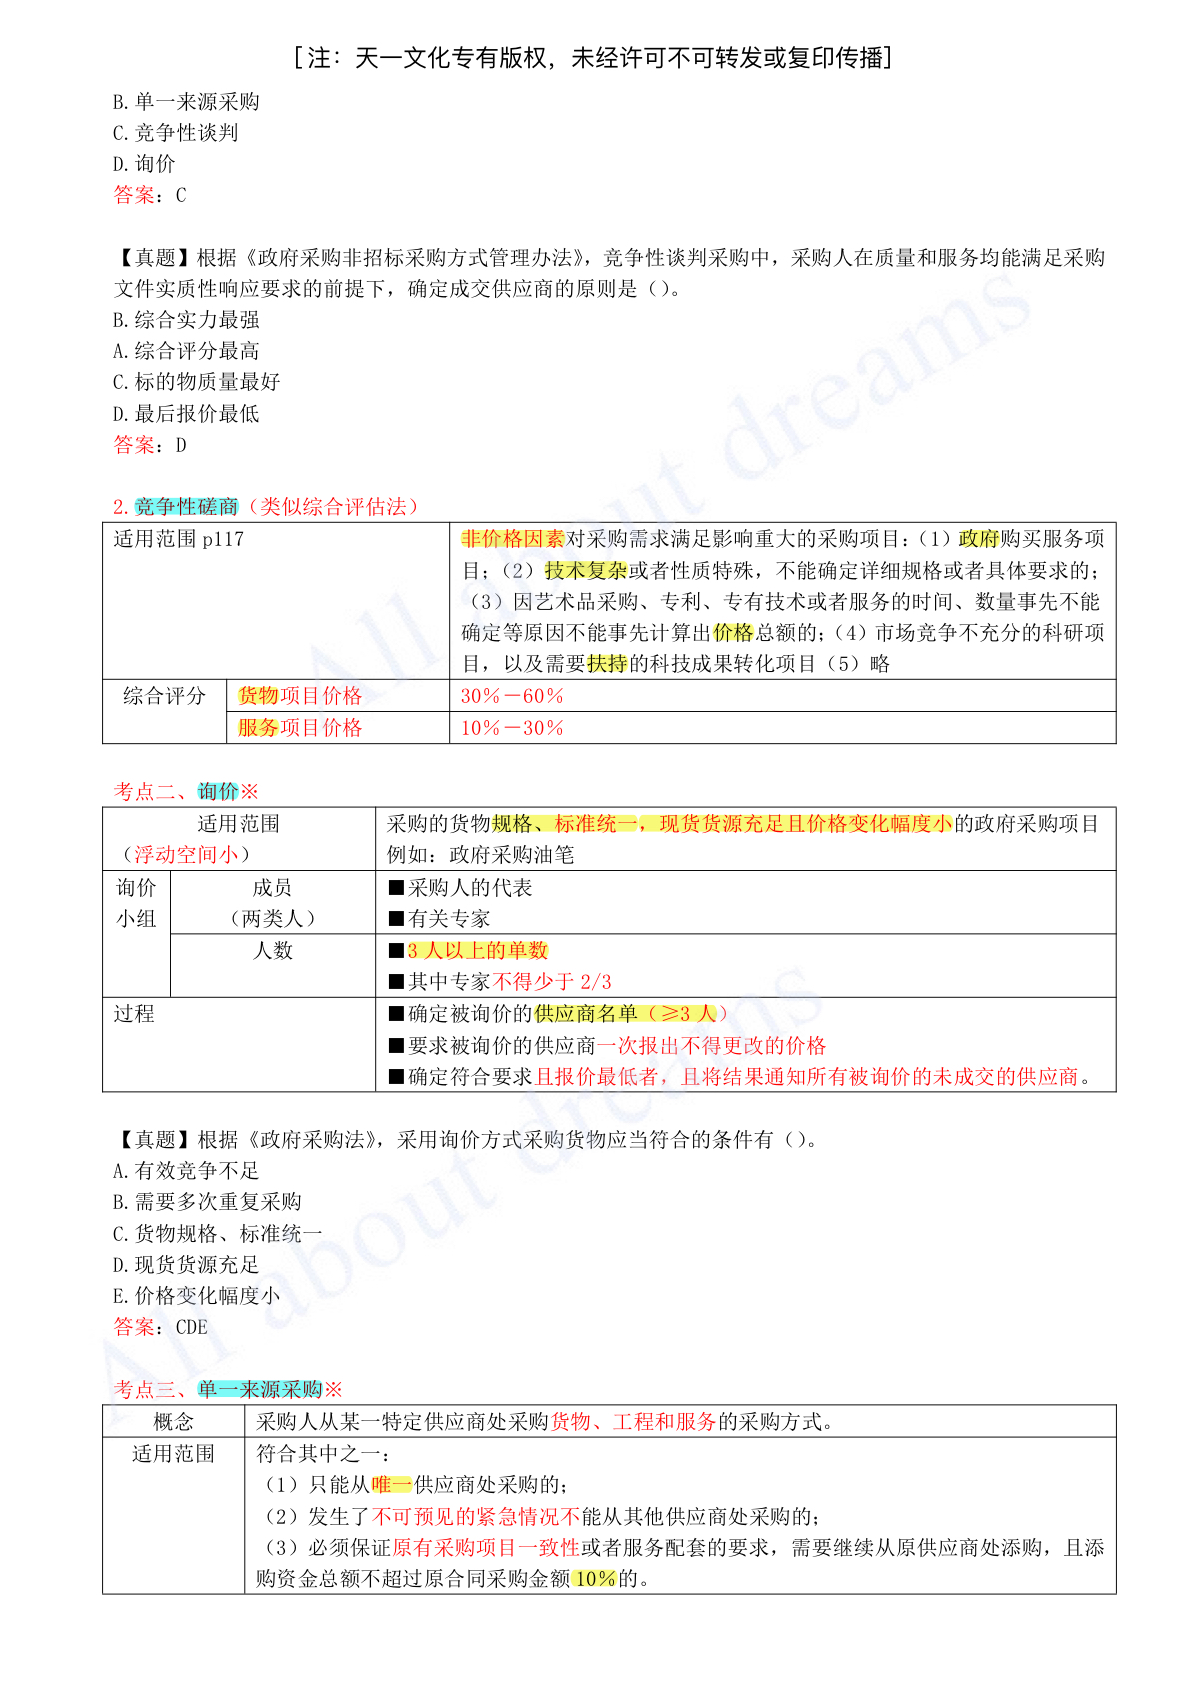 [注：天一文化专有版权，未经许可不可转发或复印传播]
B.单一来源采购
C.竞争性谈判
D.询价
答案：C
【真题】根据《政府采购非招标采购方式管理办法》，竞争性谈判采购中，采购人在质量和服务均能满足采购
文件实质性响应要求的前提下，确定成交供应商的原则是（）。
B.综合实力最强
A.综合评分最高
C.标的物质量最好
D.最后报价最低
答案：D
2.竞争性磋商（类似综合评估法）
适用范围 p117
非价格因素对采购需求满足影响重大的采购项目：（1）政府购买服务项
目；（2）技术复杂或者性质特殊，不能确定详细规格或者具体要求的；
（3）因艺术品采购、专利、专有技术或者服务的时间、数量事先不能
确定等原因不能事先计算出价格总额的；（4）市场竞争不充分的科研项
目，以及需要扶持的科技成果转化项目（5）略
综合评分
货物项目价格
30%－60%
服务项目价格
10%－30%
考点二、询价※
适用范围
（浮动空间小）
采购的货物规格、标准统一，现货货源充足且价格变化幅度小的政府采购项目
例如：政府采购油笔
询价
小组
成员
（两类人）
■采购人的代表
■有关专家
人数
■3 人以上的单数
■其中专家不得少于 2/3
过程
■确定被询价的供应商名单（≥3 人）
■要求被询价的供应商一次报出不得更改的价格
■确定符合要求且报价最低者，且将结果通知所有被询价的未成交的供应商。
【真题】根据《政府采购法》，采用询价方式采购货物应当符合的条件有（）。
A.有效竞争不足
B.需要多次重复采购
C.货物规格、标准统一
D.现货货源充足
E.价格变化幅度小
答案：CDE
考点三、单一来源采购※
概念
采购人从某一特定供应商处采购货物、工程和服务的采购方式。
适用范围
符合其中之一：
（1）只能从唯一供应商处采购的；
（2）发生了不可预见的紧急情况不能从其他供应商处采购的；
（3）必须保证原有采购项目一致性或者服务配套的要求，需要继续从原供应商处添购，且添
购资金总额不超过原合同采购金额 10%的。
All about dreams
All about dreams